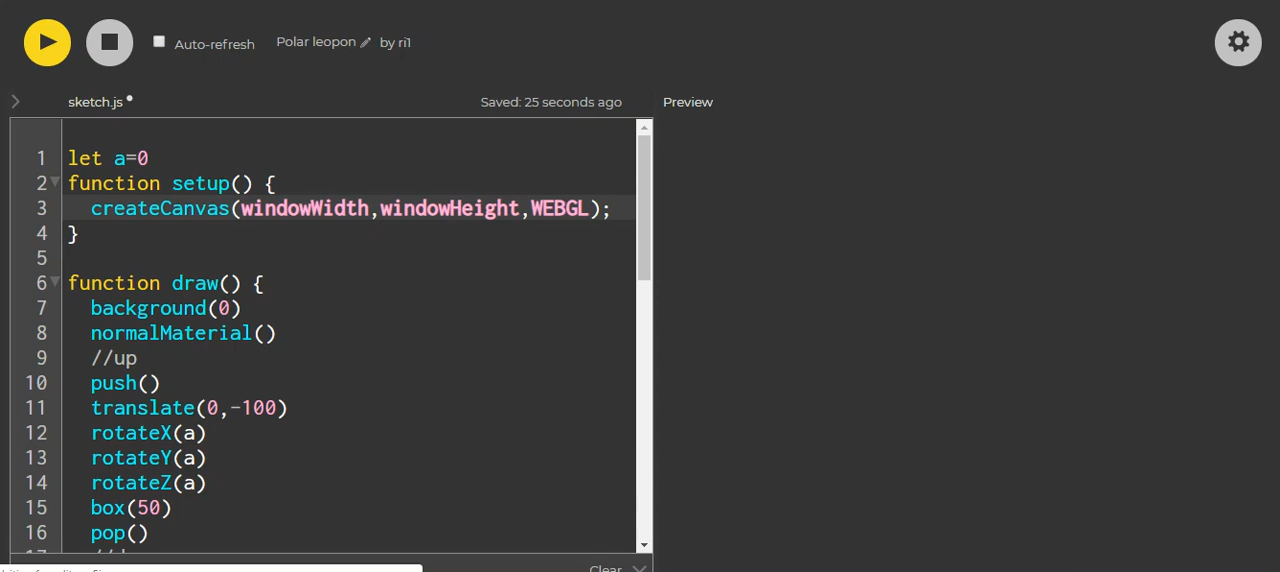 Auto-refresh Polar leopon by ri1
sketch.js Saved: 25 seconds ago Preview
1 let a=0
2 function setup() {
3 createCanvas(windowWidth,windowHeight,WEBGL);
4 }
5
6 function draw() {
7 background(0)
8 normalMaterial()
9 //up
10 push()
11 translate(0,-100)
12 rotateX(a)
13 rotateY(a)
14 rotateZ(a)
15 box(50)
16 pop()
Clear